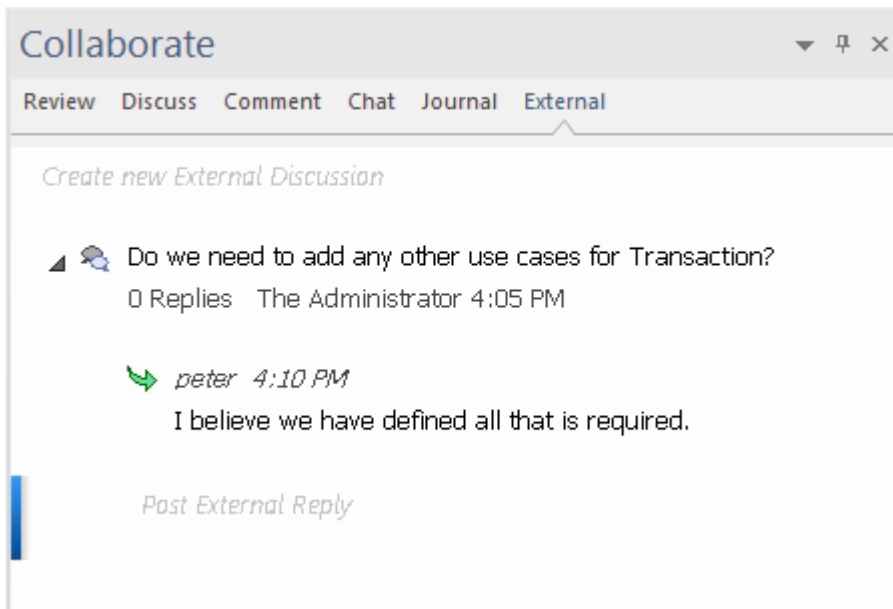 Collaborate
Review Discuss Comment Chat Journal External
Create new External Discussion
Do we need to add any other use cases for Transaction?
0 Replies The Administrator 4:05 PM
peter 4:10 PM
I believe we have defined all that is required.
Post External Reply